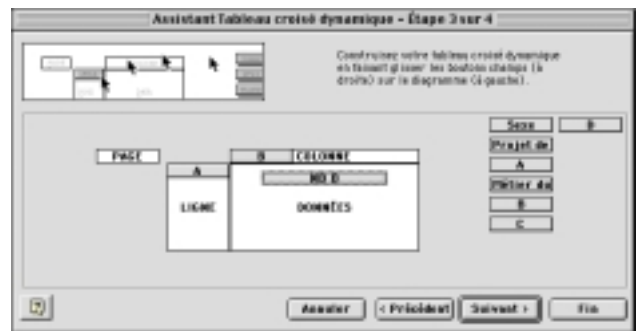 Assistant Tableau croisé dynamique – Étape 3 sur 4
Construisez votre tableau croisé dynamique
en faisant glisser les boutons champs (à
droite) sur le diagramme (à gauche).
Sexe D
Projet de
PAGE B COLONNE A
A NB D Métier du
LIGNE DONNÉES B
C
Annuler < Précédent Suivant > Fin